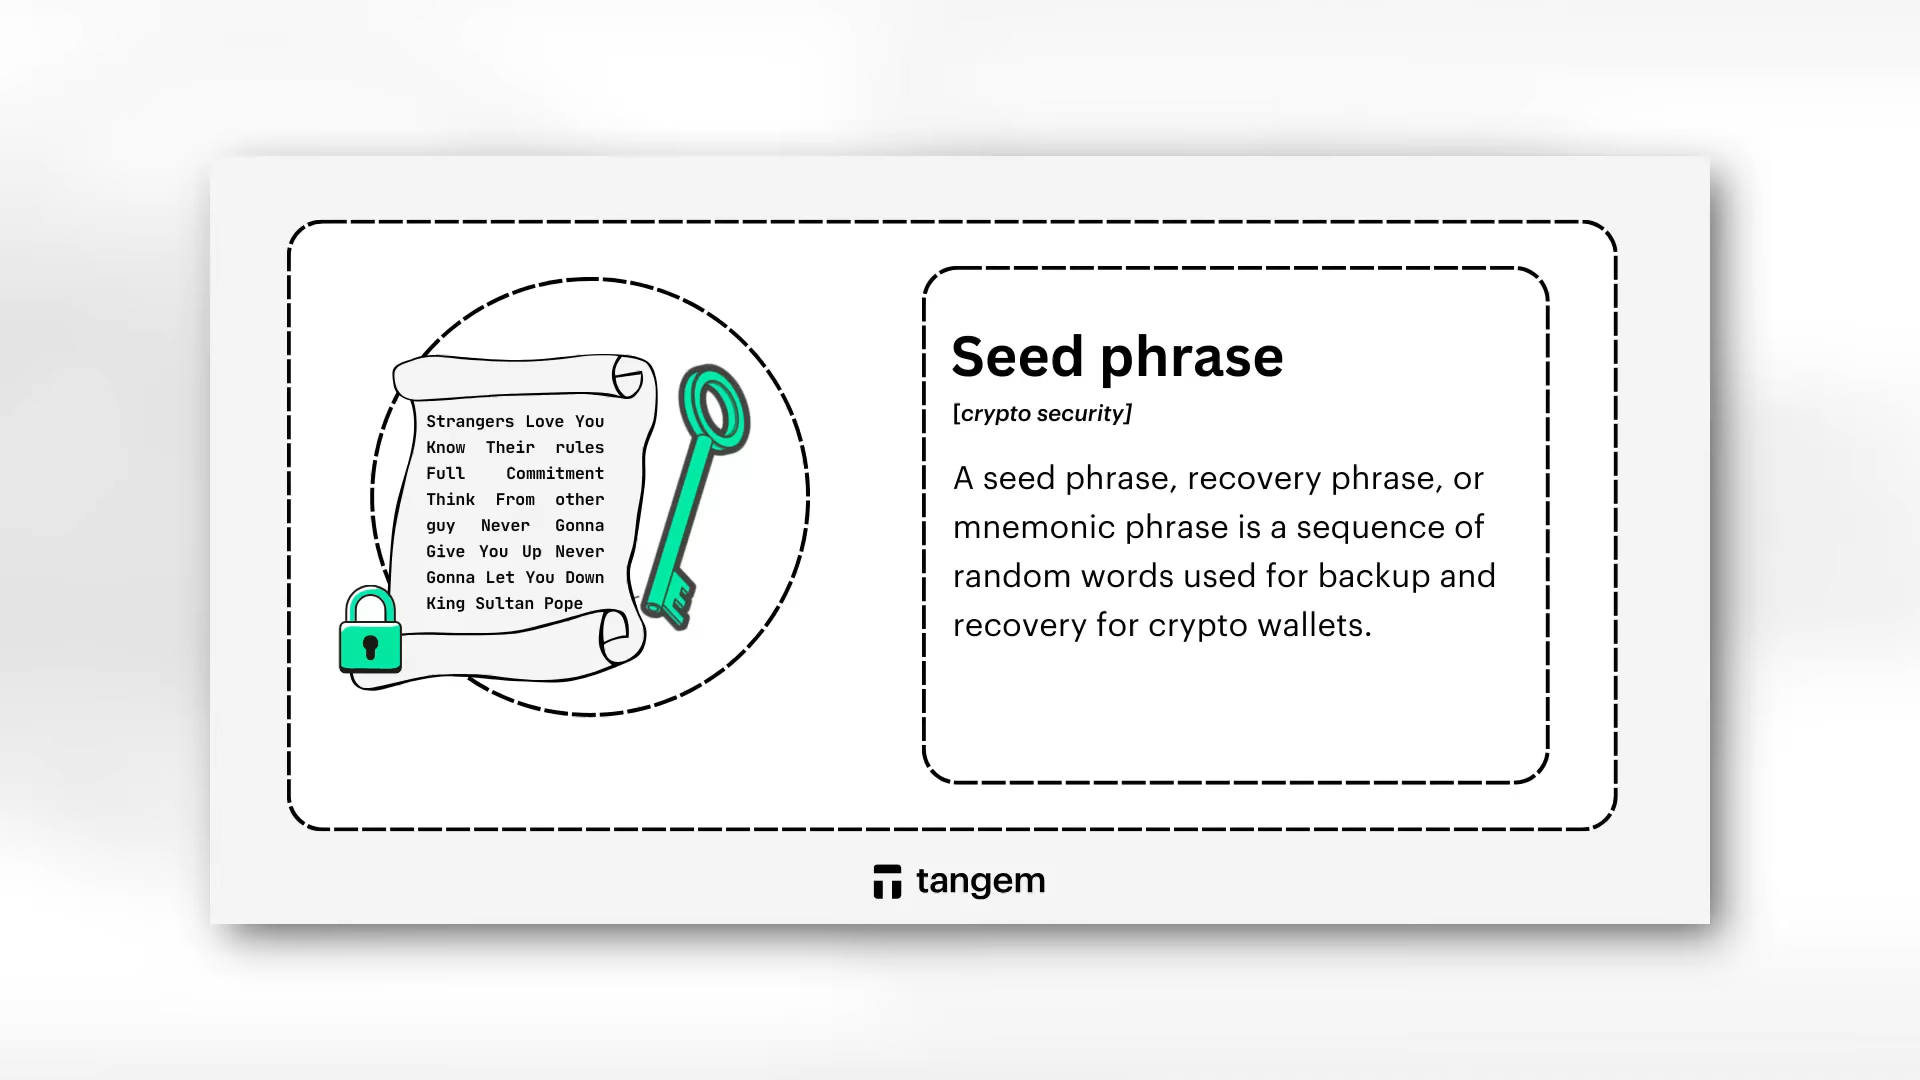 Strangers Love You
Know Their rules
Full Commitment
Think From other
guy Never Gonna
Give You Up Never
Gonna Let You Down
King Sultan Pope
Seed phrase
[crypto security]
A seed phrase, recovery phrase, or
mnemonic phrase is a sequence of
random words used for backup and
recovery for crypto wallets.
tangem